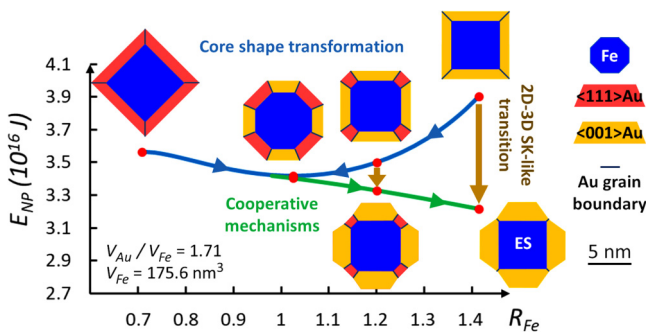 Core shape transformation
4.1
3.9
3.7
3.5
3.3
3.1
2.9
2.7
E_NP (10^16 J)
2D-3D SK-like
transition
Cooperative
mechanisms
V_Au / V_Fe = 1.71
V_Fe = 175.6 nm³
ES
0.7 0.8 0.9 1 1.1 1.2 1.3 1.4 R_Fe
Fe
<111>Au
<001>Au
Au grain
boundary
5 nm